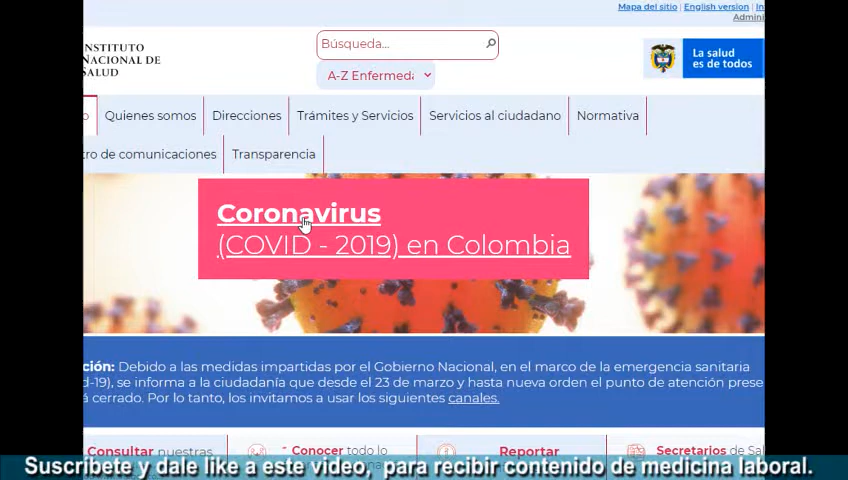 Mapa del sitio | English version | In
Admini
NSTITUTO
NACIONAL DE
SALUD
Búsqueda...
A-Z Enfermeda
La salud
es de todos
o
Quienes somos
Direcciones
Trámites y Servicios
Servicios al ciudadano
Normativa
tro de comunicaciones
Transparencia
Coronavirus
(COVID - 2019) en Colombia
ción: Debido a las medidas impartidas por el Gobierno Nacional, en el marco de la emergencia sanitaria
d-19), se informa a la ciudadanía que desde el 23 de marzo y hasta nueva orden el punto de atención prese
á cerrado. Por lo tanto, los invitamos a usar los siguientes canales.
Consultar nuestras
Conocer todo lo
Reportar
Secretarios de Sal
Suscribete y dale like a este video, para recibir contenido de medicina laboral.